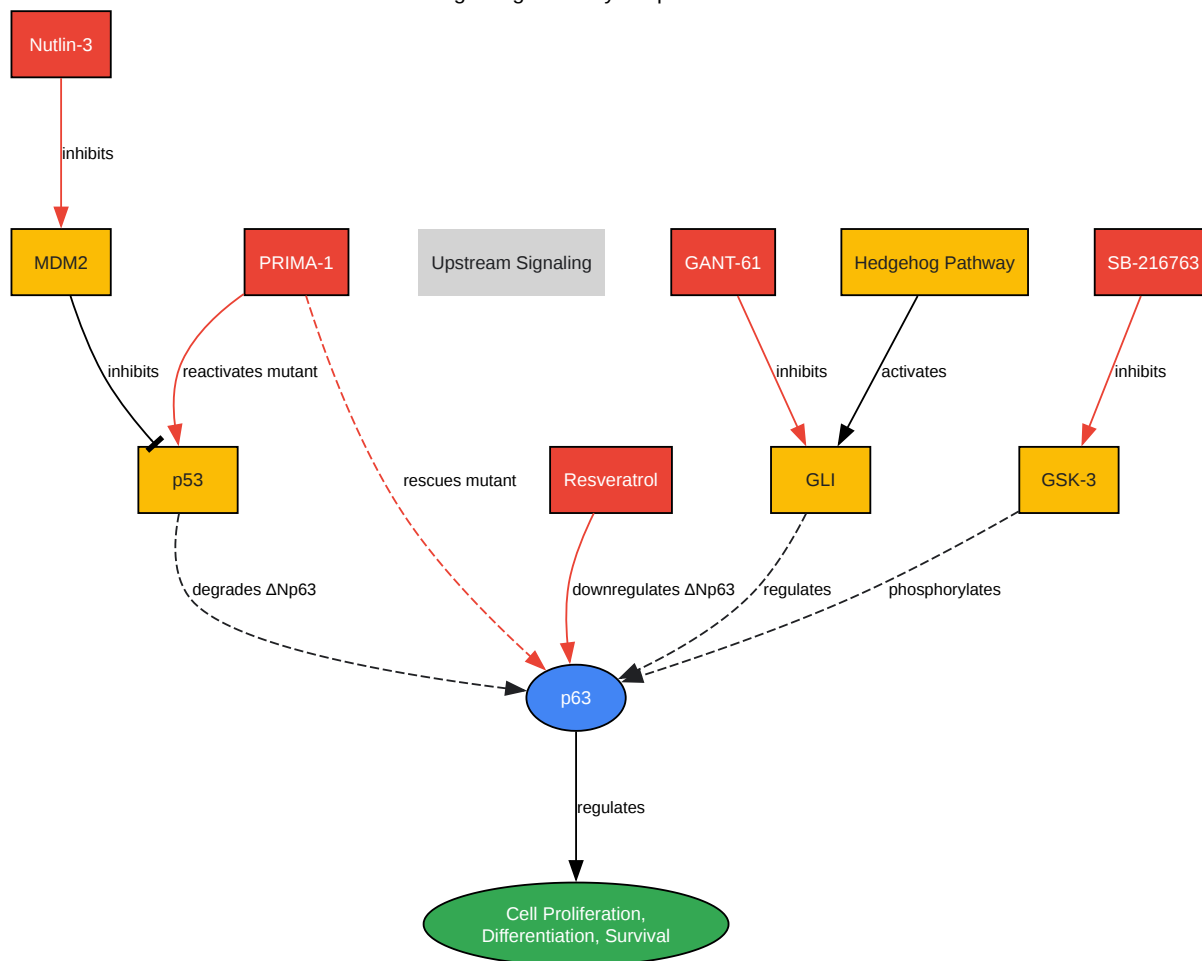 Nutlin-3
inhibits
MDM2
PRIMA-1
Upstream Signaling
GANT-61
Hedgehog Pathway
SB-216763
inhibits
reactivates mutant
inhibits
activates
inhibits
p53
rescues mutant
Resveratrol
GLI
GSK-3
degrades ΔNp63
downregulates ΔNp63
regulates
phosphorylates
p63
regulates
Cell Proliferation,
Differentiation, Survival